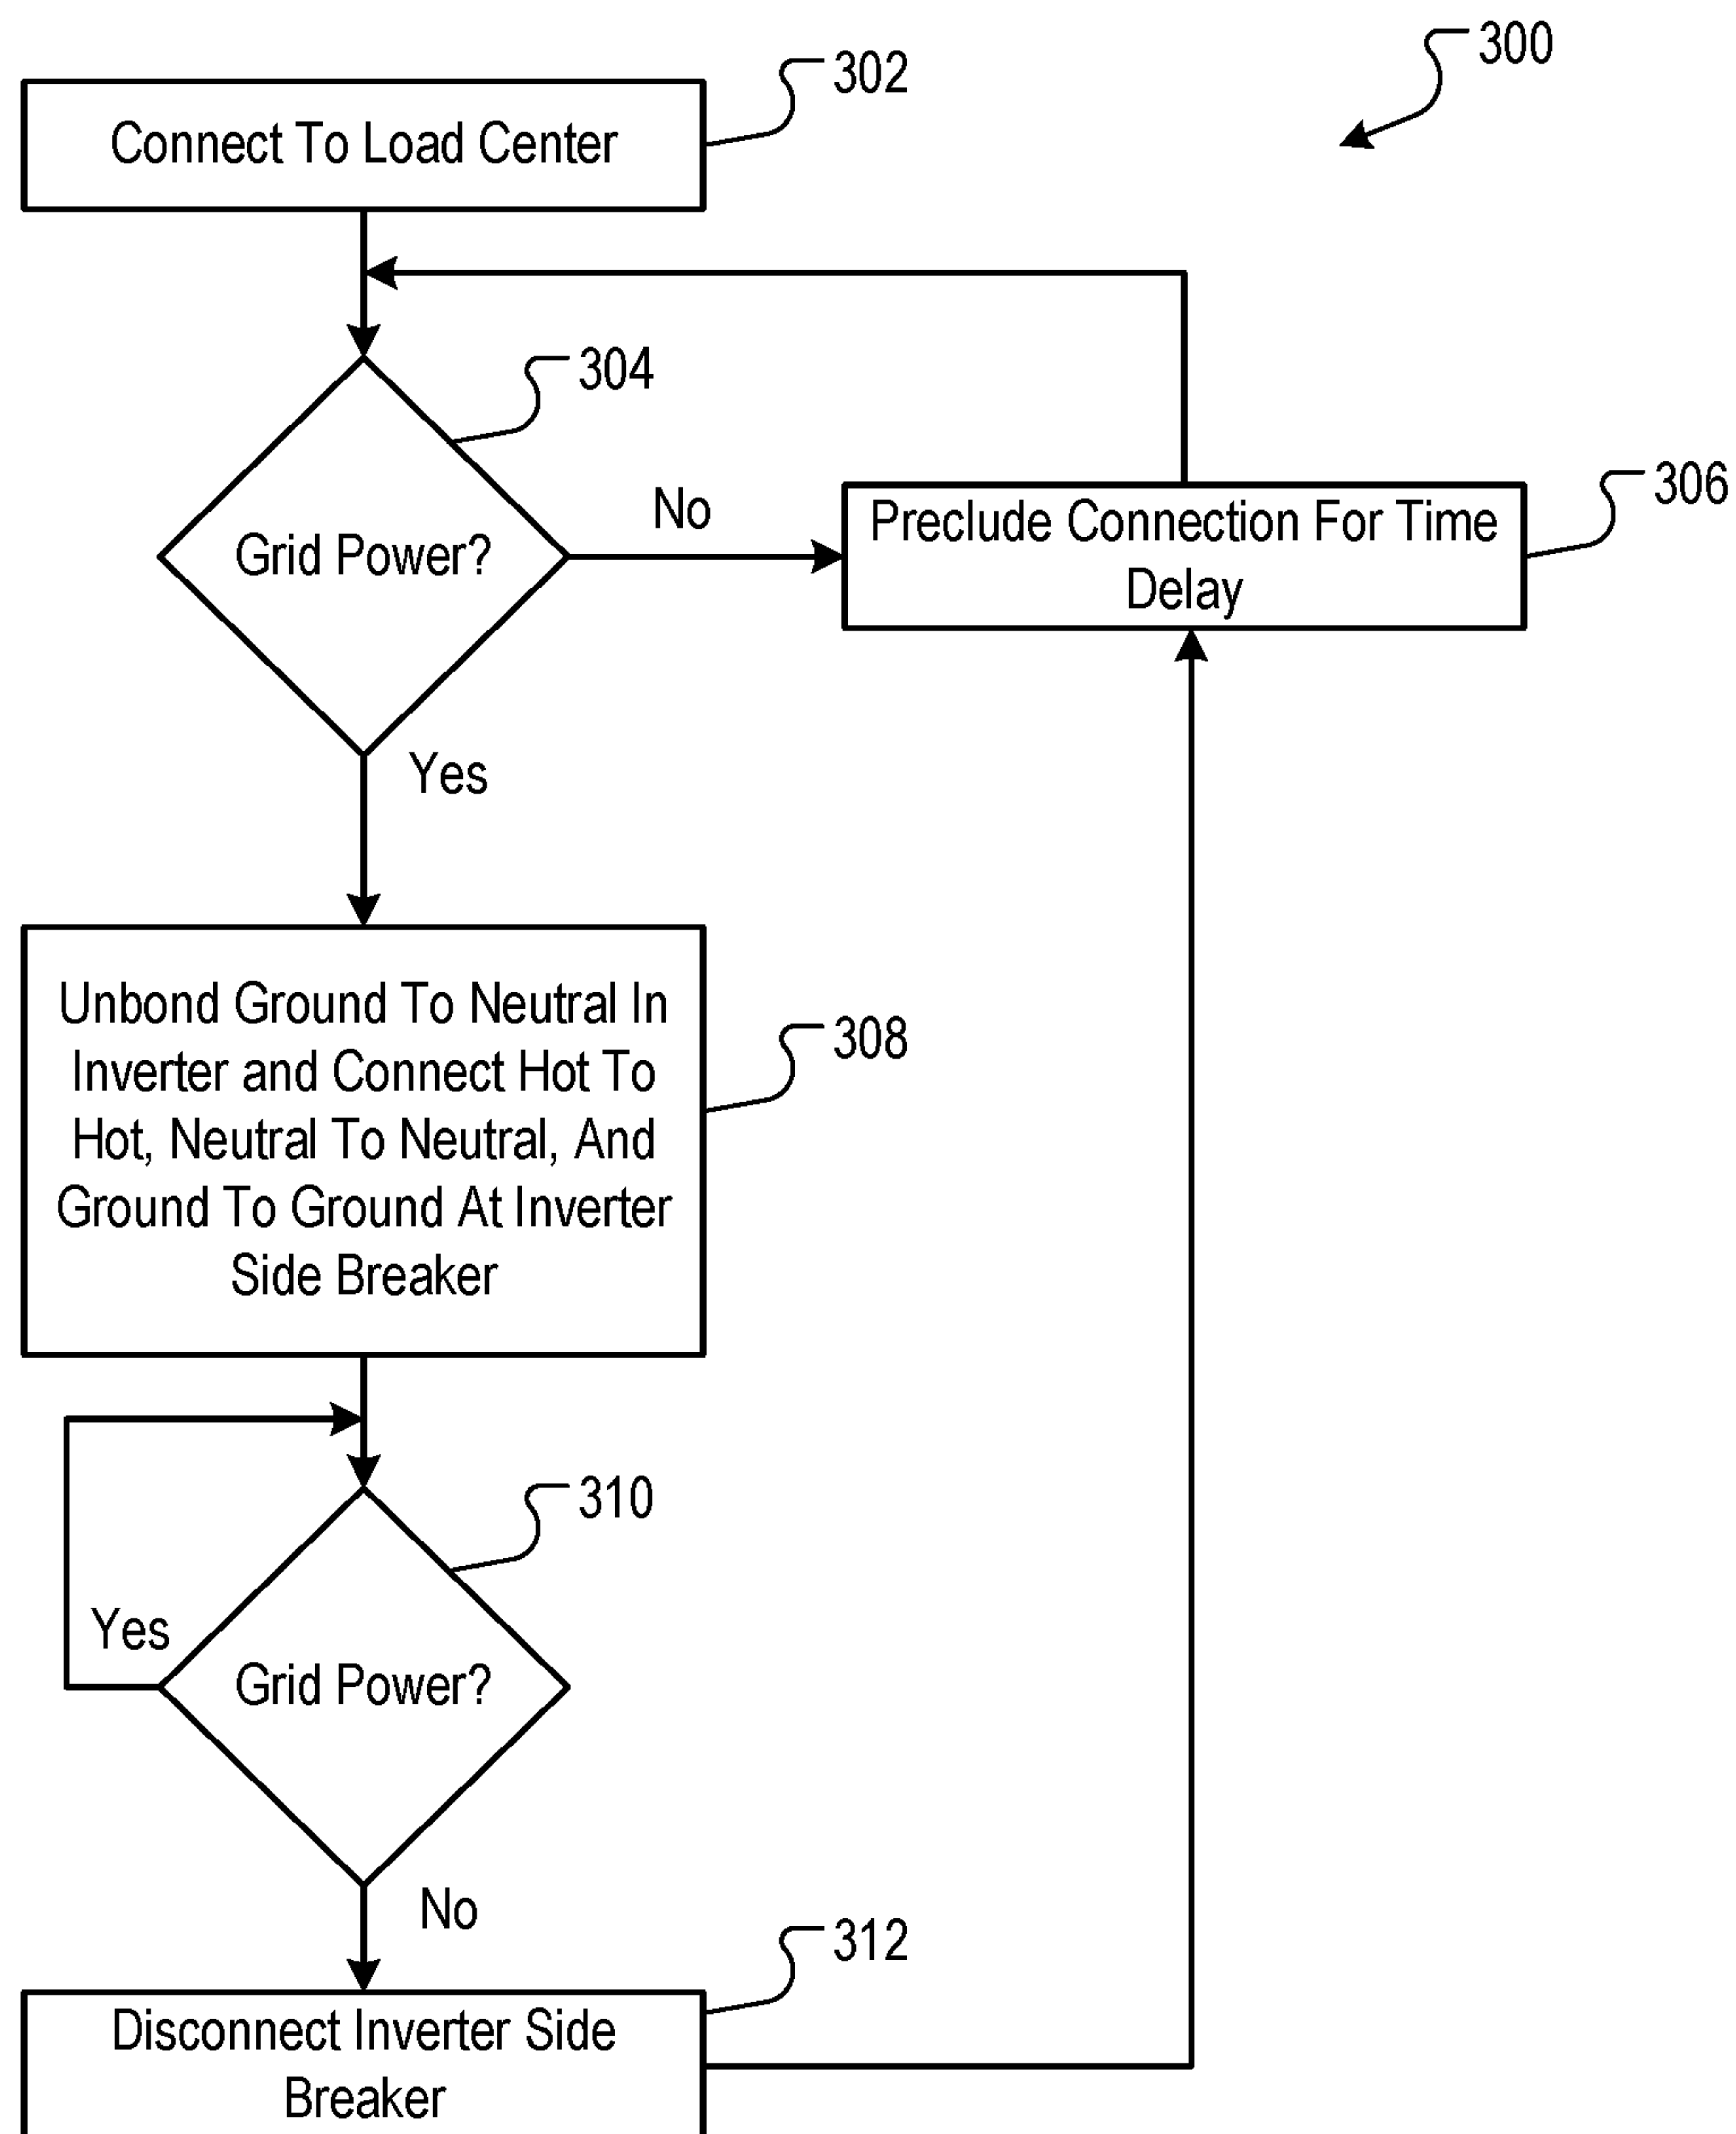 300
302
Connect To Load Center
304
Grid Power?
No
306
Preclude Connection For Time
Delay
Yes
308
Unbond Ground To Neutral In
Inverter and Connect Hot To
Hot, Neutral To Neutral, And
Ground To Ground At Inverter
Side Breaker
310
Yes
Grid Power?
No
312
Disconnect Inverter Side
Breaker